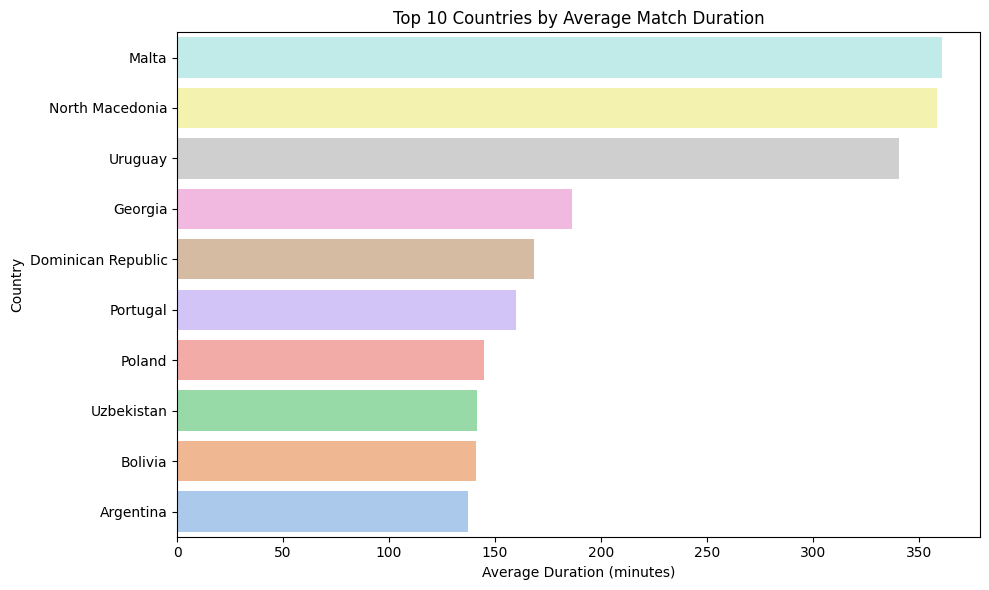 Top 10 Countries by Average Match Duration
Malta
North Macedonia
Uruguay
Georgia
Dominican Republic
Portugal
Poland
Uzbekistan
Bolivia
Argentina
Country
0 50 100 150 200 250 300 350
Average Duration (minutes)